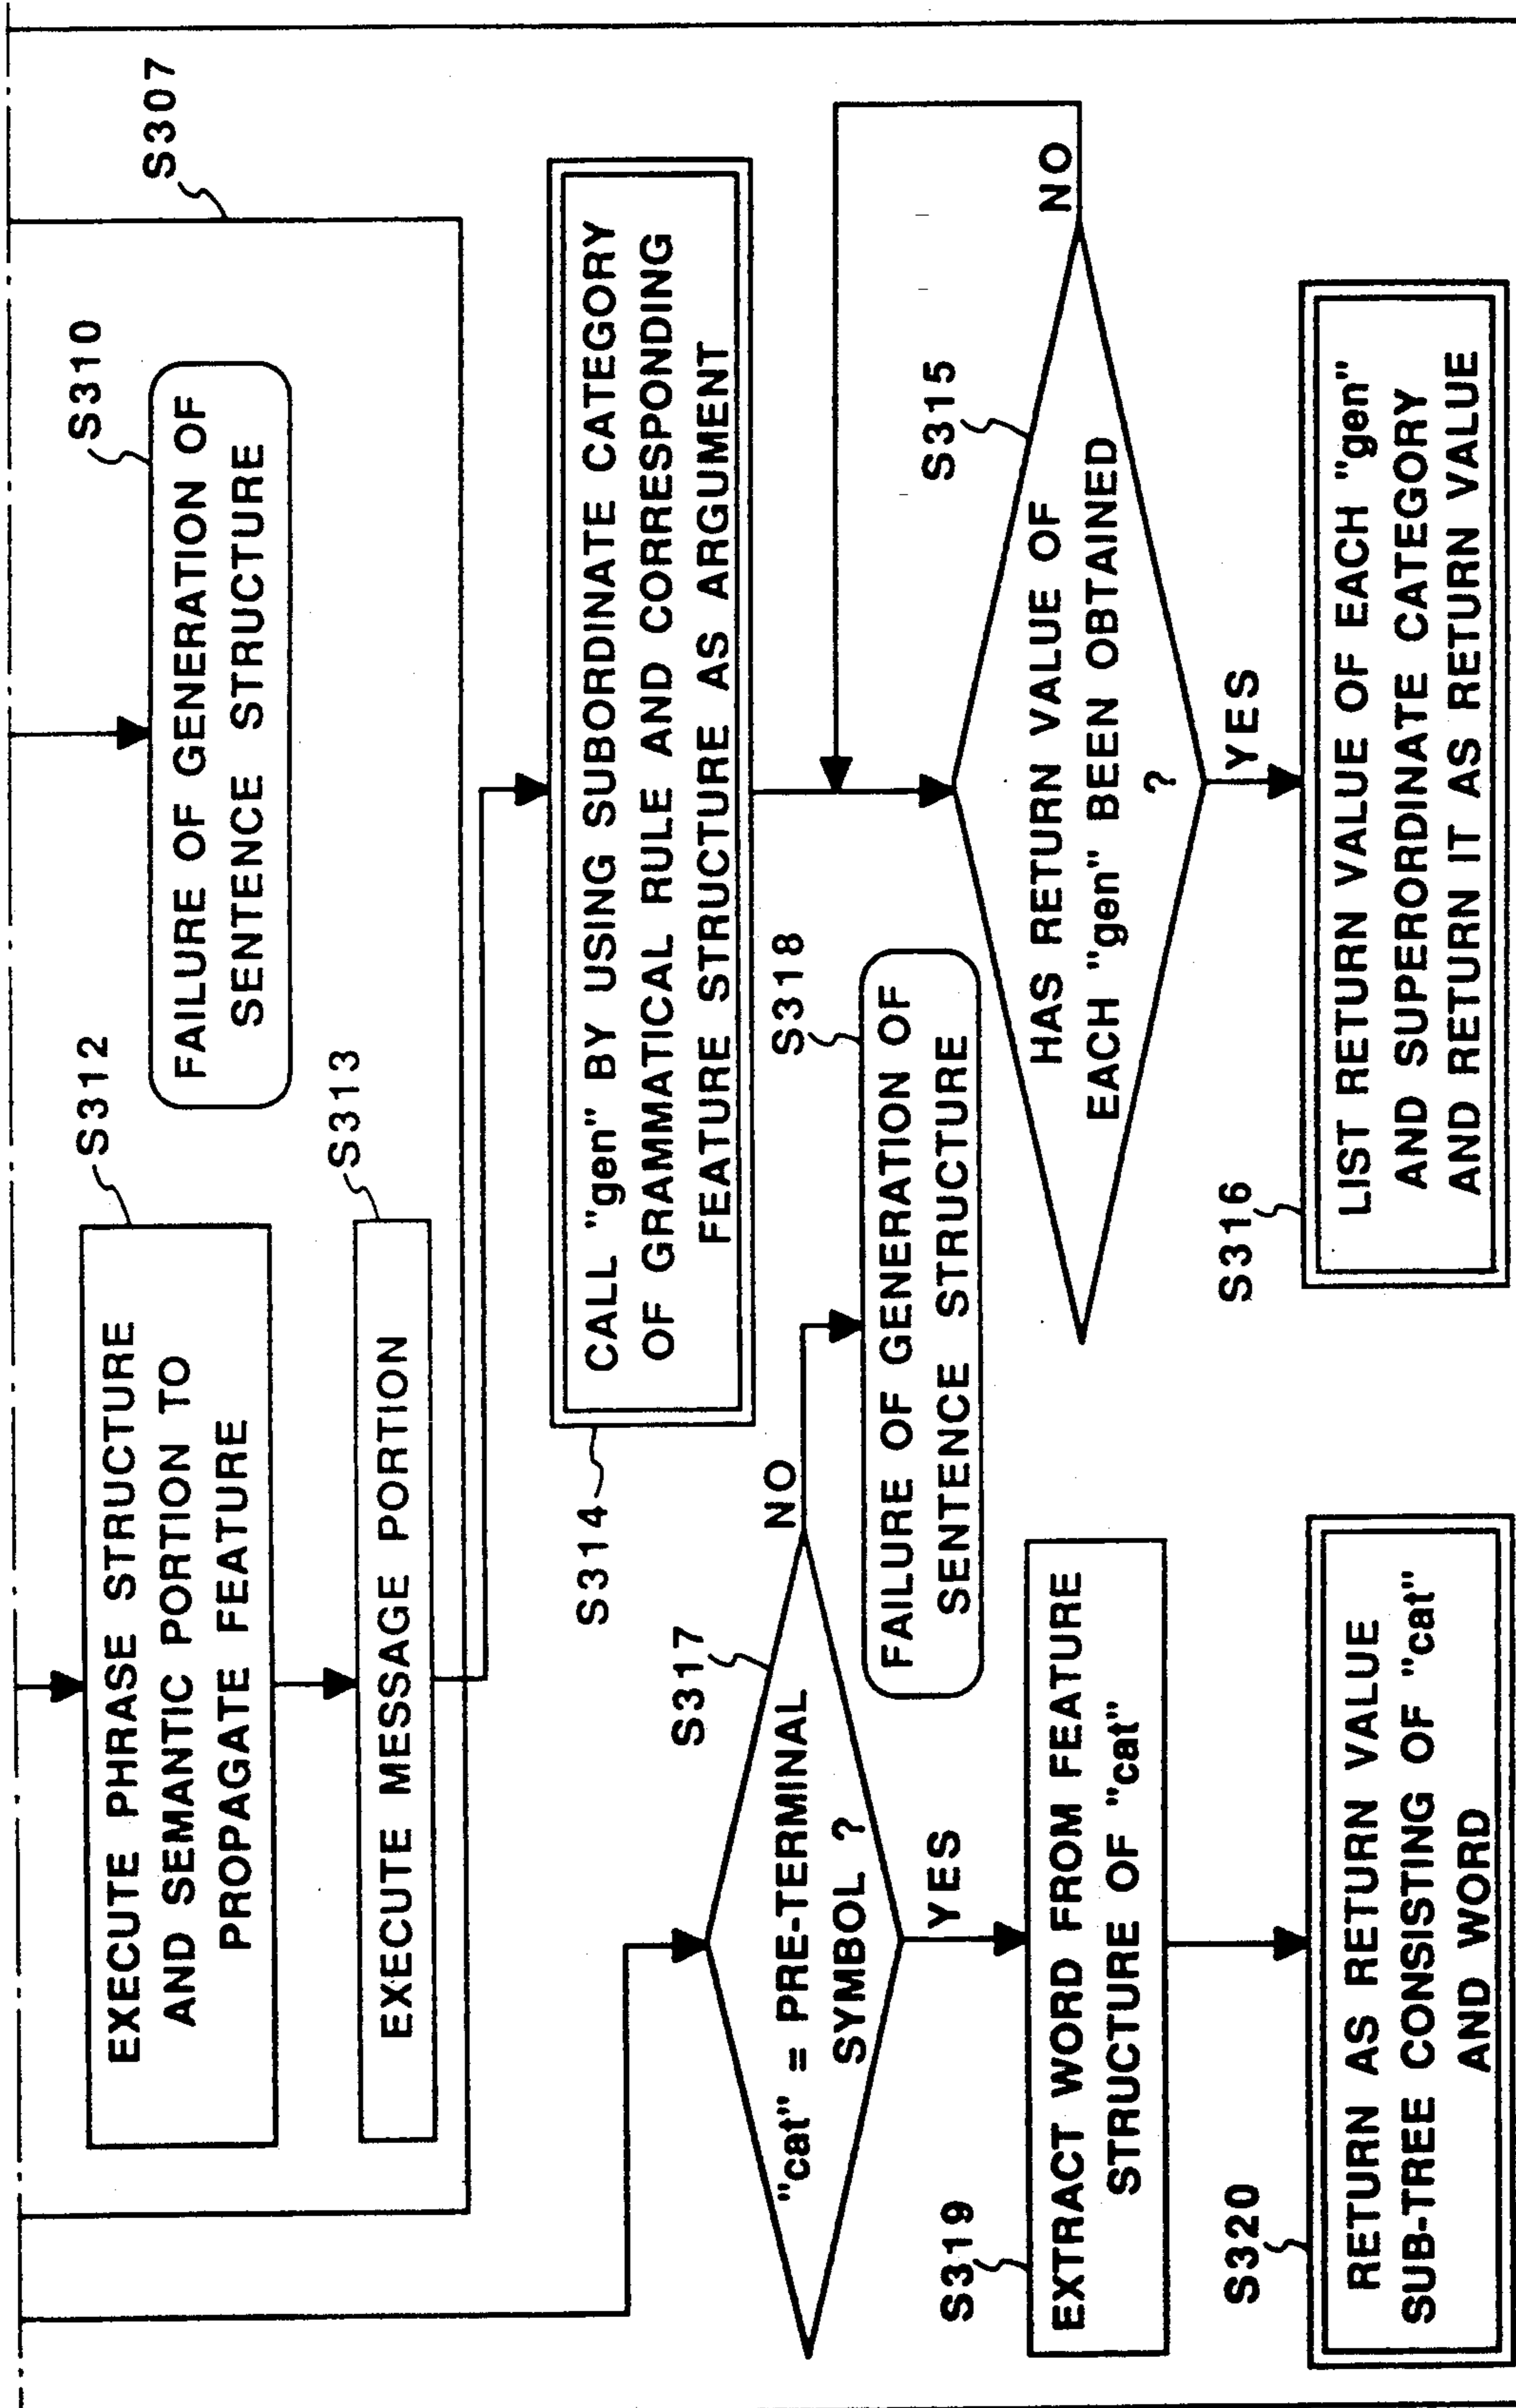 S307
S310
FAILURE OF GENERATION OF
SENTENCE STRUCTURE
S312
EXECUTE PHRASE STRUCTURE
AND SEMANTIC PORTION TO
PROPAGATE FEATURE
S313
EXECUTE MESSAGE PORTION
S314
CALL "gen" BY USING SUBORDINATE CATEGORY
OF GRAMMATICAL RULE AND CORRESPONDING
FEATURE STRUCTURE AS ARGUMENT
S315
HAS RETURN VALUE OF
EACH "gen" BEEN OBTAINED
?
NO
YES
S316
LIST RETURN VALUE OF EACH "gen"
AND SUPERORDINATE CATEGORY
AND RETURN IT AS RETURN VALUE
S317
"cat" = PRE-TERMINAL
SYMBOL ?
NO
YES
S318
FAILURE OF GENERATION OF
SENTENCE STRUCTURE
S319
EXTRACT WORD FROM FEATURE
STRUCTURE OF "cat"
S320
RETURN AS RETURN VALUE
SUB-TREE CONSISTING OF "cat"
AND WORD